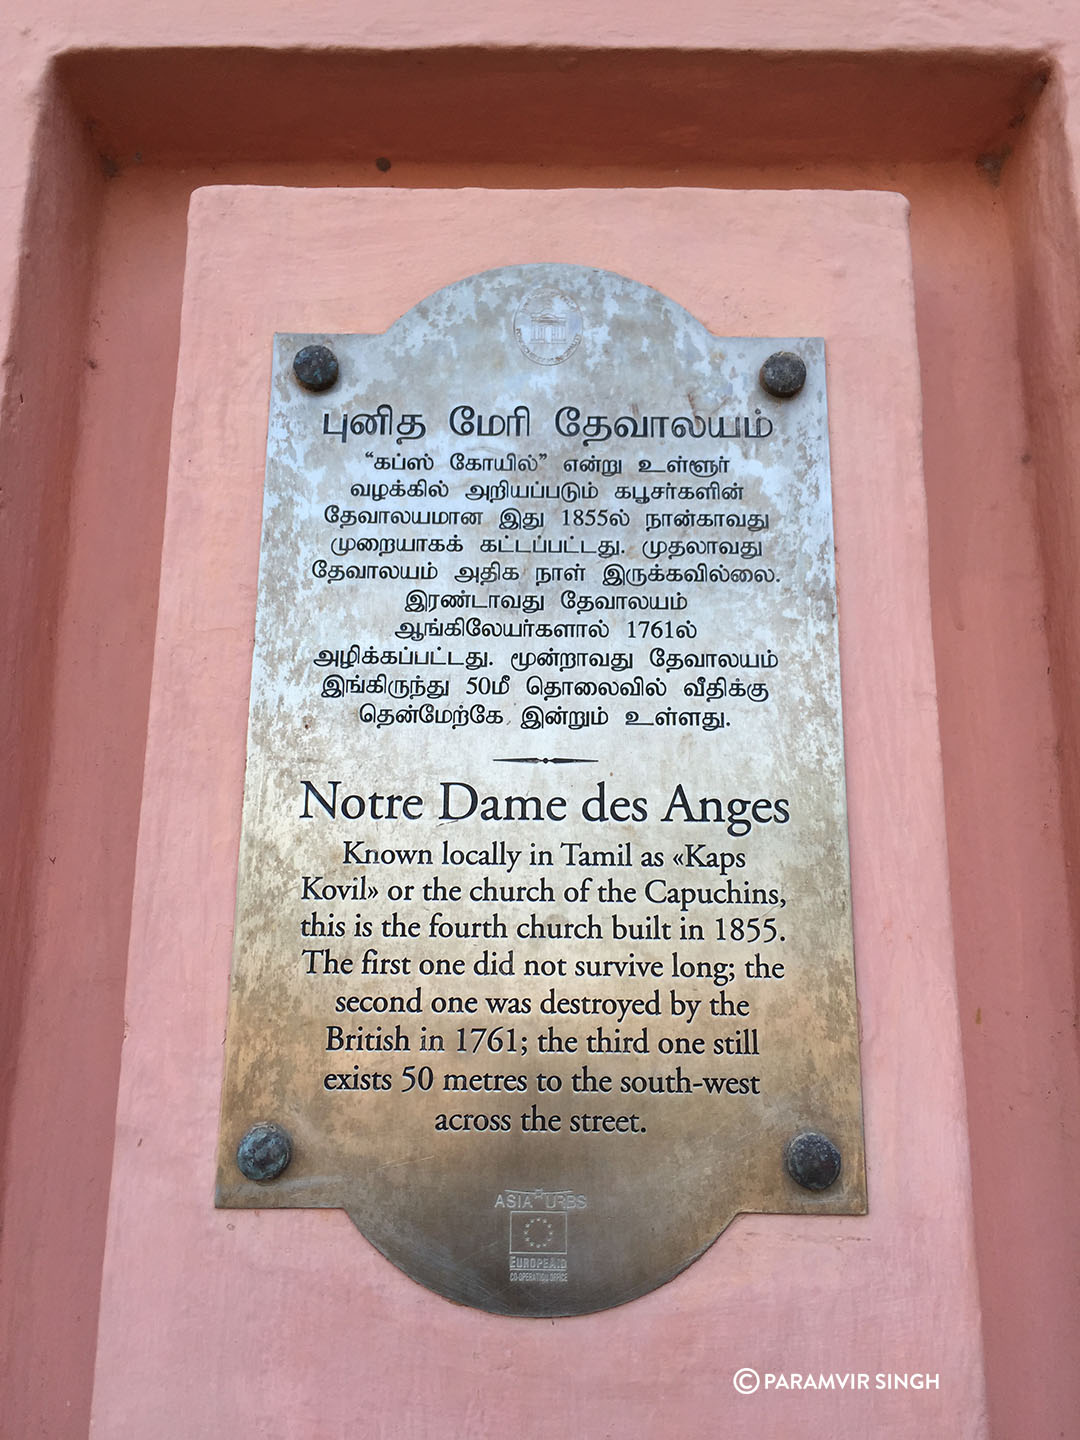 புனித மேரி தேவாலயம்
“கப்ஸ் கோயில்” என்று உள்ளூர்
வழக்கில் அறியப்படும் கபூசர்களின்
தேவாலயமான இது 1855ல் நான்காவது
முறையாகக் கட்டப்பட்டது. முதலாவது
தேவாலயம் அதிக நாள் இருக்கவில்லை.
இரண்டாவது தேவாலயம்
ஆங்கிலேயர்களால் 1761ல்
அழிக்கப்பட்டது. மூன்றாவது தேவாலயம்
இங்கிருந்து 50மீ தொலைவில் வீதிக்கு
தென்மேற்கே இன்றும் உள்ளது.
Notre Dame des Anges
Known locally in Tamil as «Kaps
Kovil» or the church of the Capuchins,
this is the fourth church built in 1855.
The first one did not survive long; the
second one was destroyed by the
British in 1761; the third one still
exists 50 metres to the south-west
across the street.
ASIA URBS
EUROPEAID
CO-OPERATION OFFICE
© PARAMVIR SINGH